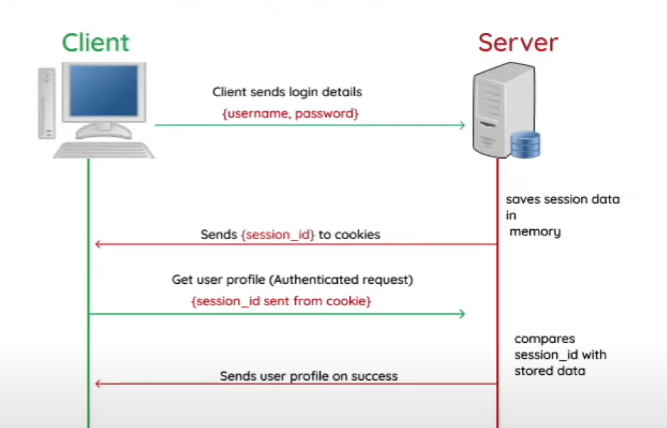 Client
Server
Client sends login details
{username, password}
saves session data
in
memory
Sends {session_id} to cookies
Get user profile (Authenticated request)
{session_id sent from cookie}
compares
session_id with
stored data
Sends user profile on success